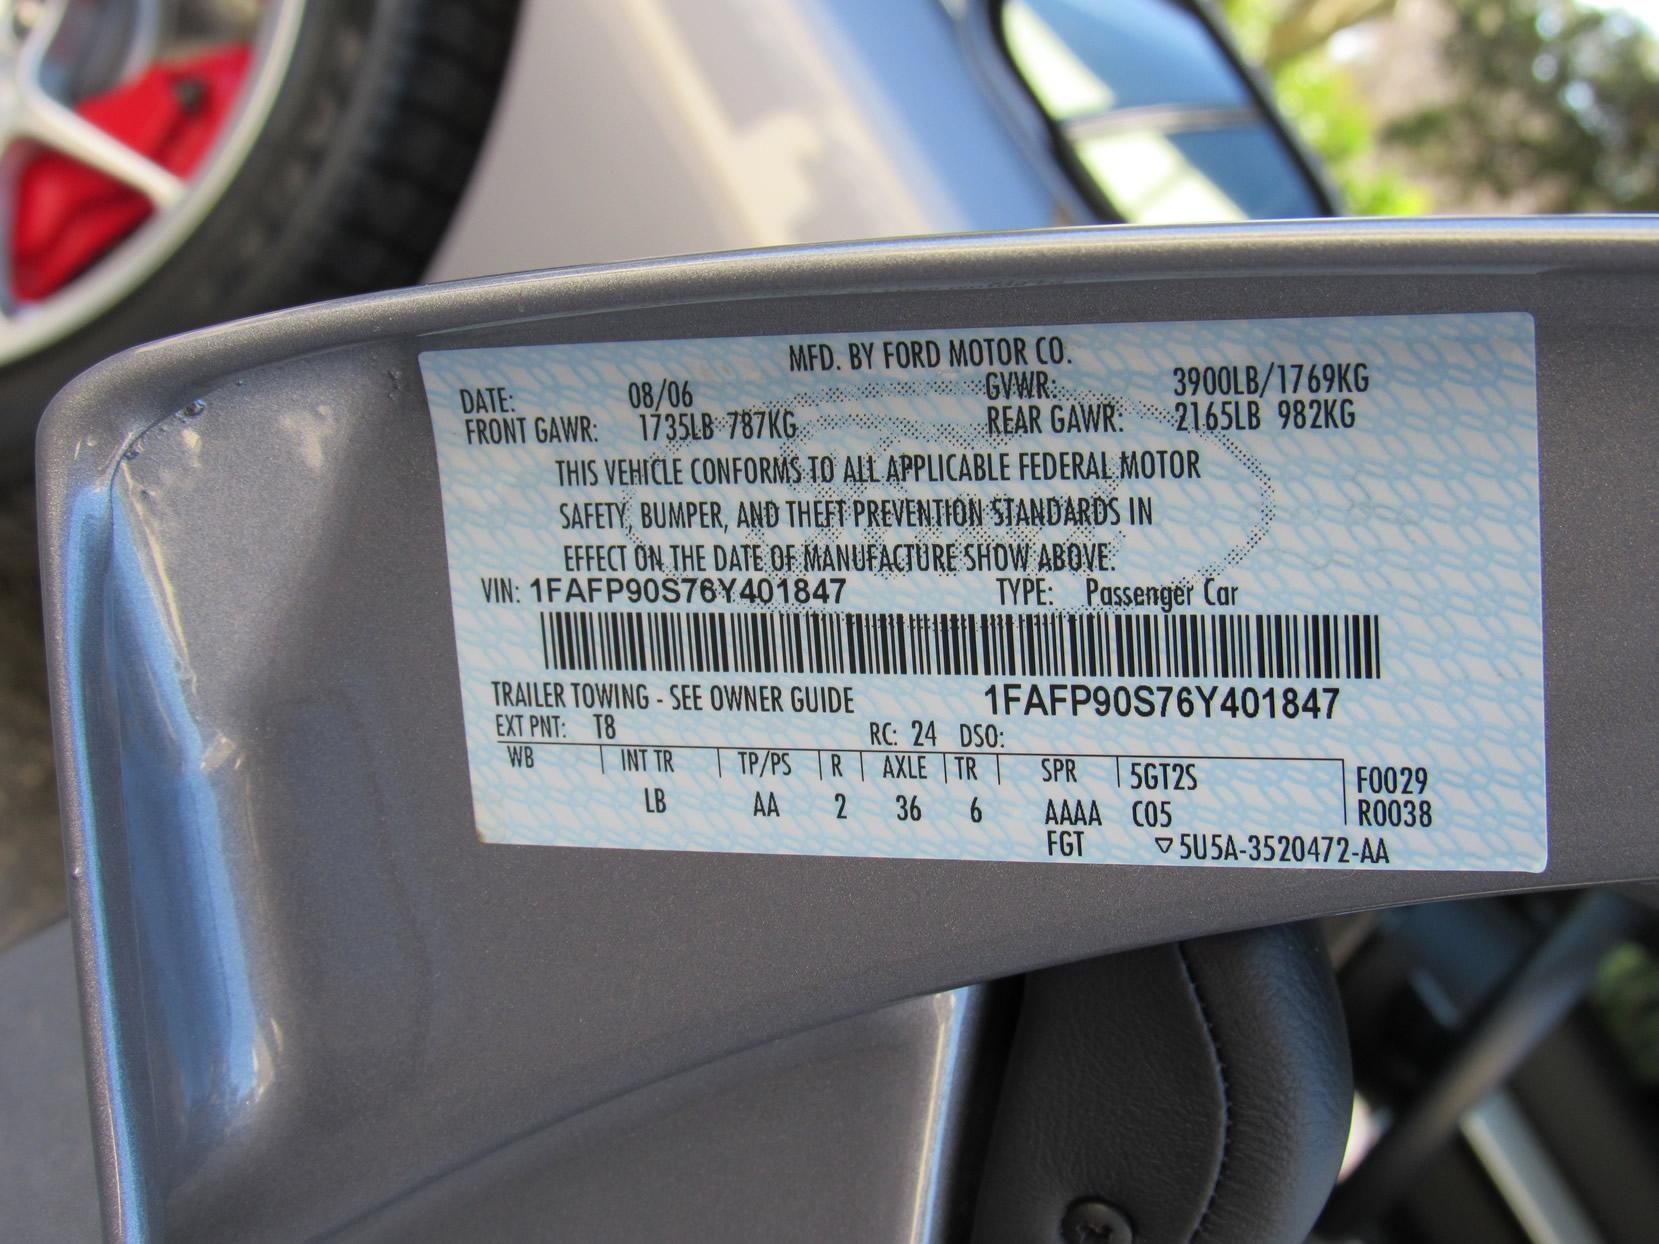 MFD. BY FORD MOTOR CO.
DATE: 08/06 GVWR: 3900LB/1769KG
FRONT GAWR: 1735LB 787KG REAR GAWR: 2165LB 982KG
THIS VEHICLE CONFORMS TO ALL APPLICABLE FEDERAL MOTOR
SAFETY, BUMPER, AND THEFT PREVENTION STANDARDS IN
EFFECT ON THE DATE OF MANUFACTURE SHOW ABOVE.
VIN: 1FAFP90S76Y401847 TYPE: Passenger Car
TRAILER TOWING - SEE OWNER GUIDE 1FAFP90S76Y401847
EXT PNT: T8 RC: 24 DSO:
WB INT TR TP/PS R AXLE TR SPR 5GT2S F0029
LB AA 2 36 6 AAAA C05 R0038
FGT ▽5U5A-3520472-AA